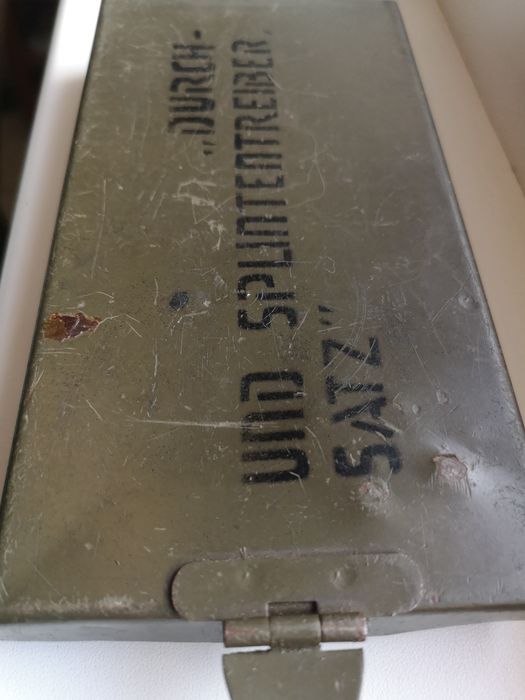 „DURCH-
UND SPLINTENTREIBER,
SATZ”